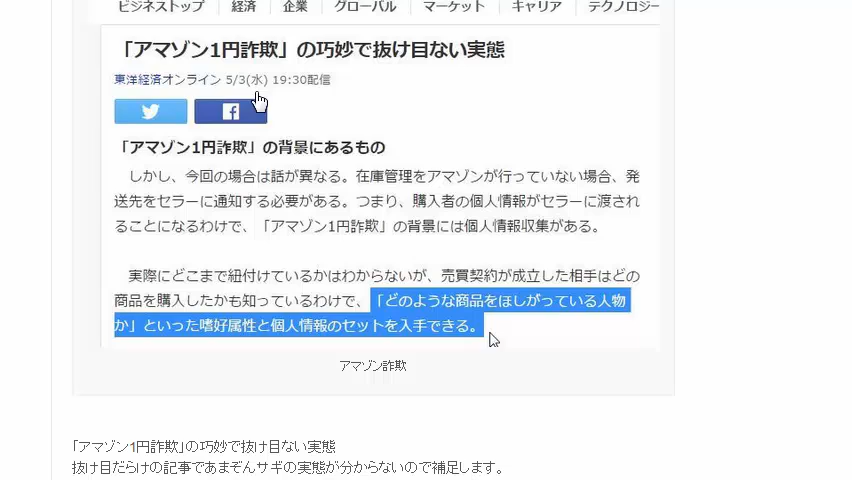 ビジネストップ 経済 企業 グローバル マーケット キャリア テクノロジー
「アマゾン1円詐欺」の巧妙で抜け目ない実態
東洋経済オンライン 5/3(水) 19:30配信
「アマゾン1円詐欺」の背景にあるもの
しかし、今回の場合は話が異なる。在庫管理をアマゾンが行っていない場合、発
送先をセラーに通知する必要がある。つまり、購入者の個人情報がセラーに渡され
ることになるわけで、「アマゾン1円詐欺」の背景には個人情報収集がある。
実際にどこまで紐付けているかはわからないが、売買契約が成立した相手はどの
商品を購入したかも知っているわけで、「どのような商品をほしがっている人物
か」といった嗜好属性と個人情報のセットを入手できる。
アマゾン詐欺
「アマゾン1円詐欺」の巧妙で抜け目ない実態
抜け目だらけの記事であまぞんサギの実態が分からないので補足します。